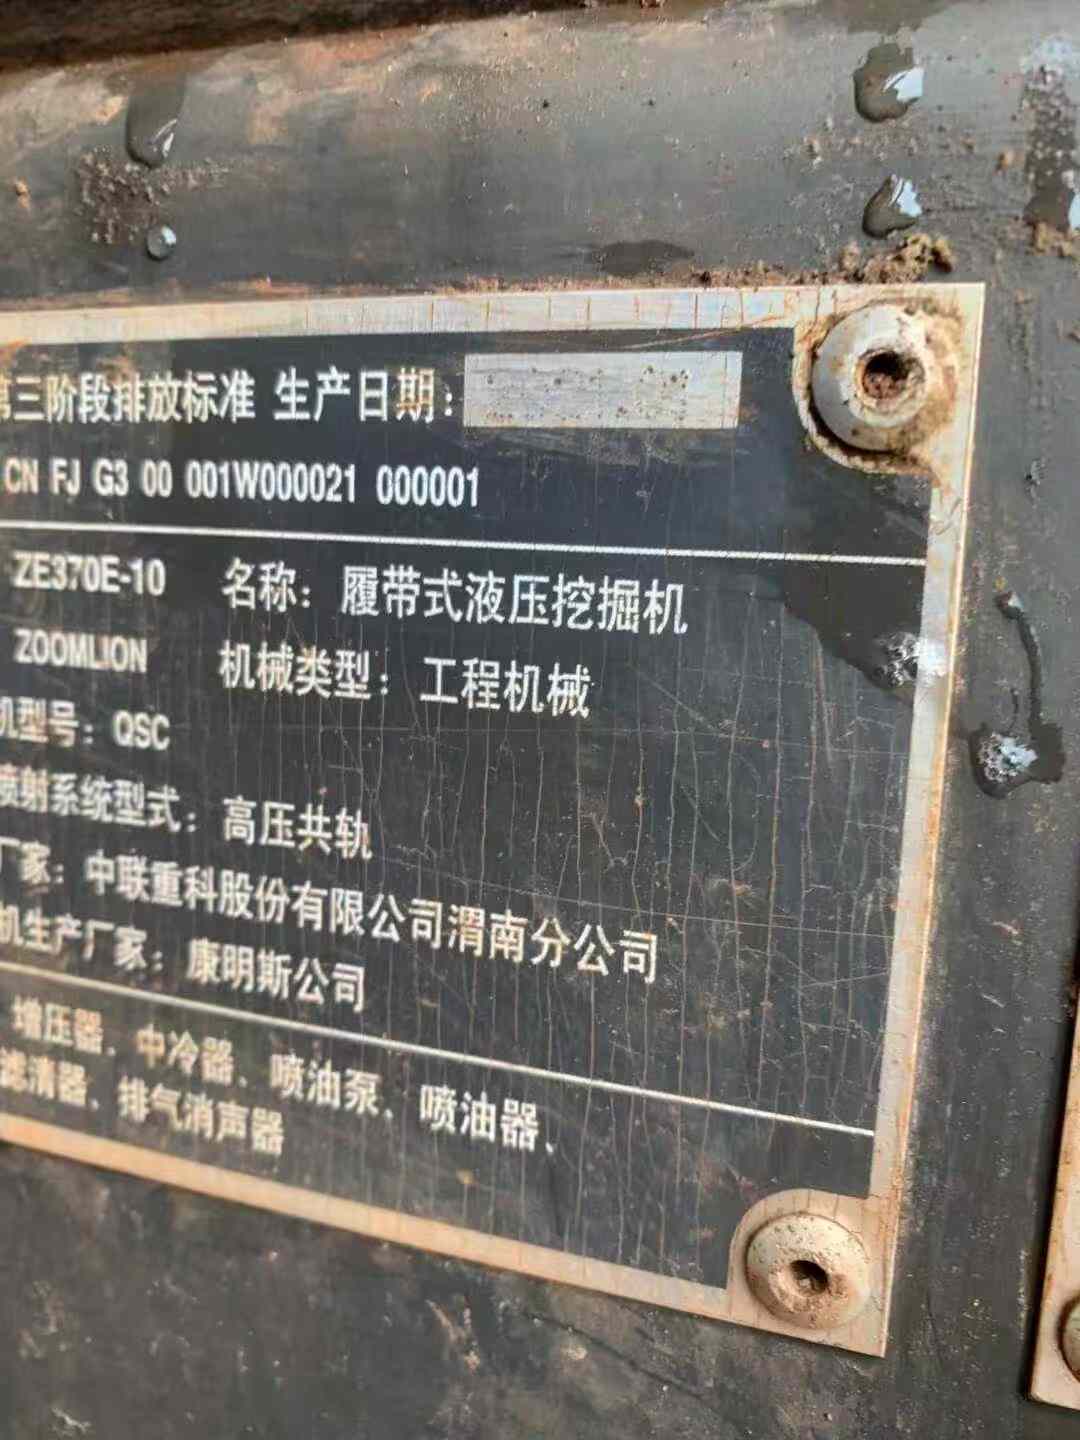 第三阶段排放标准 生产日期:
CN FJ G3 00 001W000021 000001
ZE370E-10 名称: 履带式液压挖掘机
ZOOMLION 机械类型: 工程机械
机型号: QSC
喷射系统型式: 高压共轨
厂家: 中联重科股份有限公司渭南分公司
机生产厂家: 康明斯公司
增压器、中冷器、喷油泵、喷油器、
滤清器、排气消声器